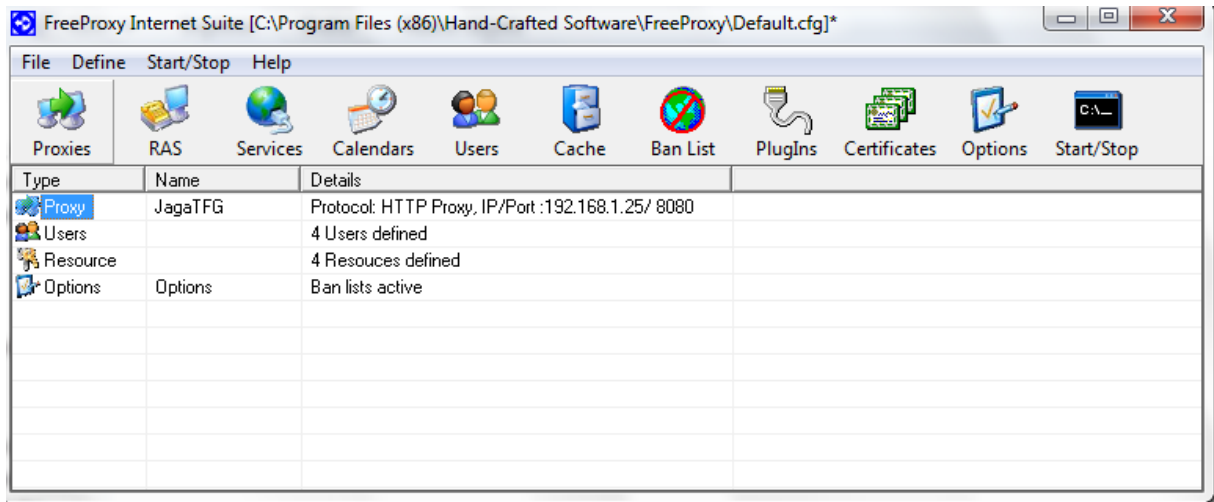 FreeProxy Internet Suite [C:\Program Files (x86)\Hand-Crafted Software\FreeProxy\Default.cfg]*
File Define Start/Stop Help
C:\_
Proxies RAS Services Calendars Users Cache Ban List PlugIns Certificates Options Start/Stop
Type Name Details
Proxy JagaTFG Protocol: HTTP Proxy, IP/Port :192.168.1.25/ 8080
Users 4 Users defined
Resource 4 Resouces defined
Options Options Ban lists active